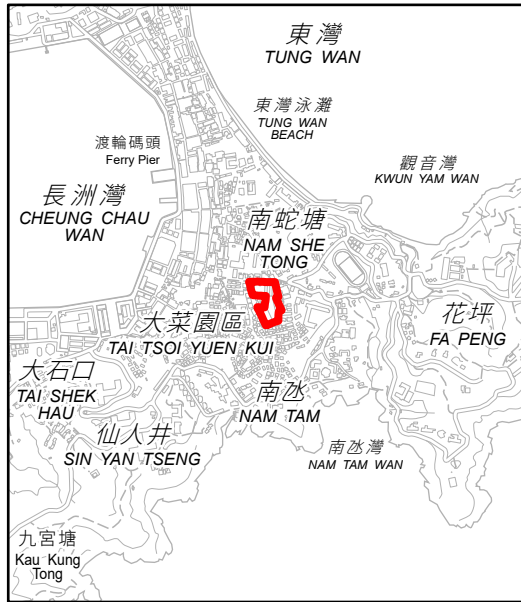 東灣
TUNG WAN
東灣泳灘
TUNG WAN
BEACH
渡輪碼頭
Ferry Pier
觀音灣
KWUN YAM WAN
長洲灣
CHEUNG CHAU
WAN
南蛇塘
NAM SHE
TONG
大菜園區
TAI TSOI YUEN KUI
花坪
FA PENG
大石口
TAI SHEK
HAU
南氹
NAM TAM
仙人井
SIN YAN TSENG
南氹灣
NAM TAM WAN
九宮塘
Kau Kung
Tong